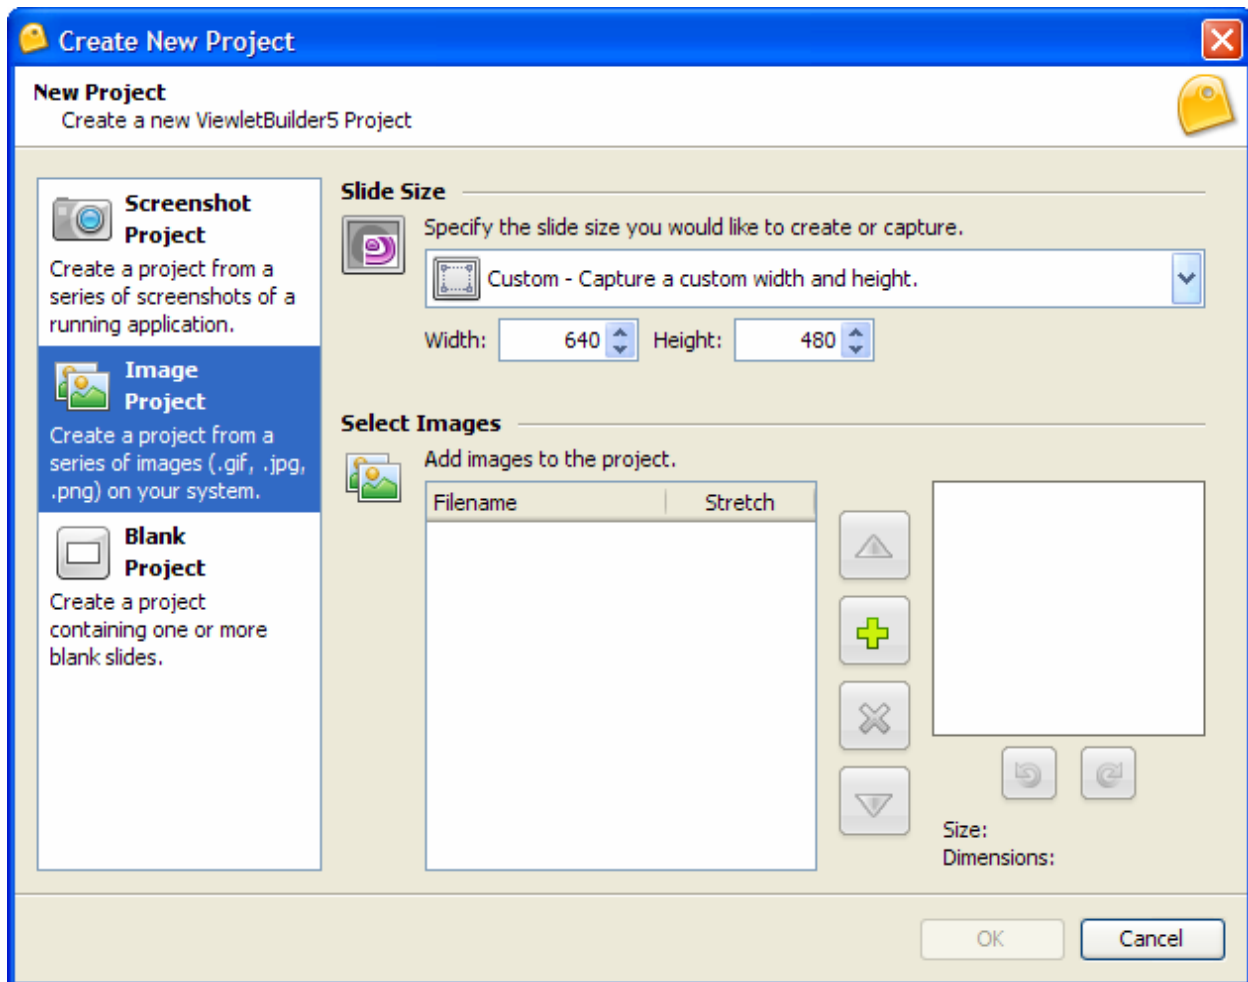 Create New Project
New Project
Create a new ViewletBuilder5 Project
Screenshot
Project
Create a project from a
series of screenshots of a
running application.
Image
Project
Create a project from a
series of images (.gif, .jpg,
.png) on your system.
Blank
Project
Create a project
containing one or more
blank slides.
Slide Size
Specify the slide size you would like to create or capture.
Custom - Capture a custom width and height.
Width: 640 Height: 480
Select Images
Add images to the project.
Filename Stretch
Size:
Dimensions:
OK Cancel